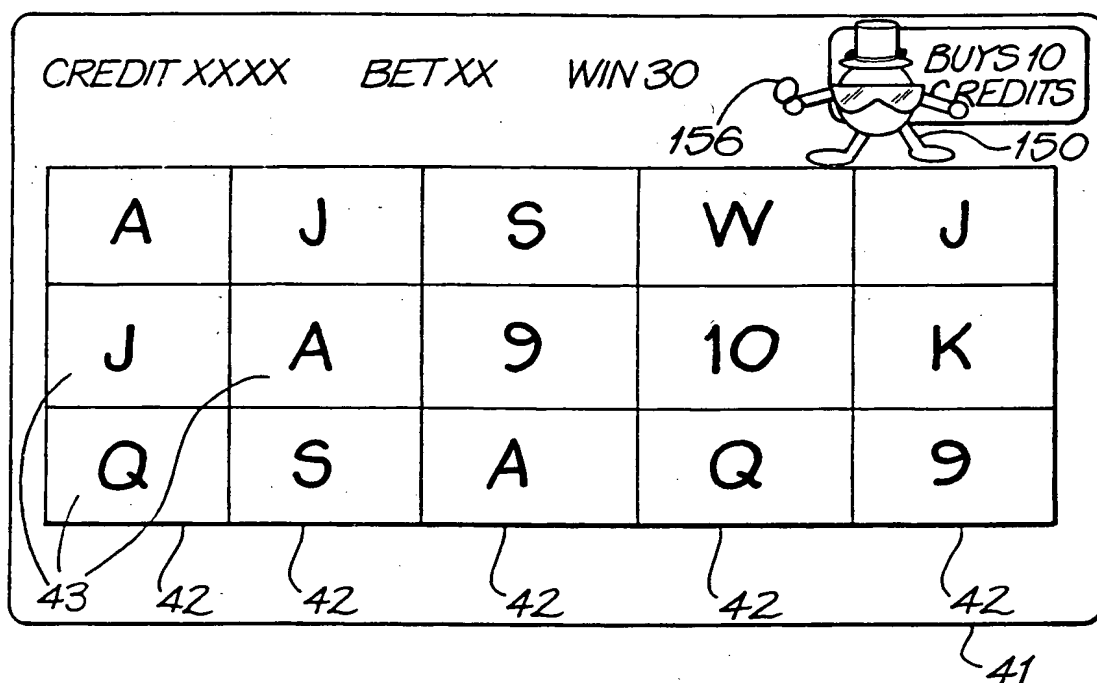 CREDIT XXXX BET XX WIN 30 BUYS 10
CREDITS
156 150
A J S W J
J A 9 10 K
Q S A Q 9
43 42 42 42 42 42
41